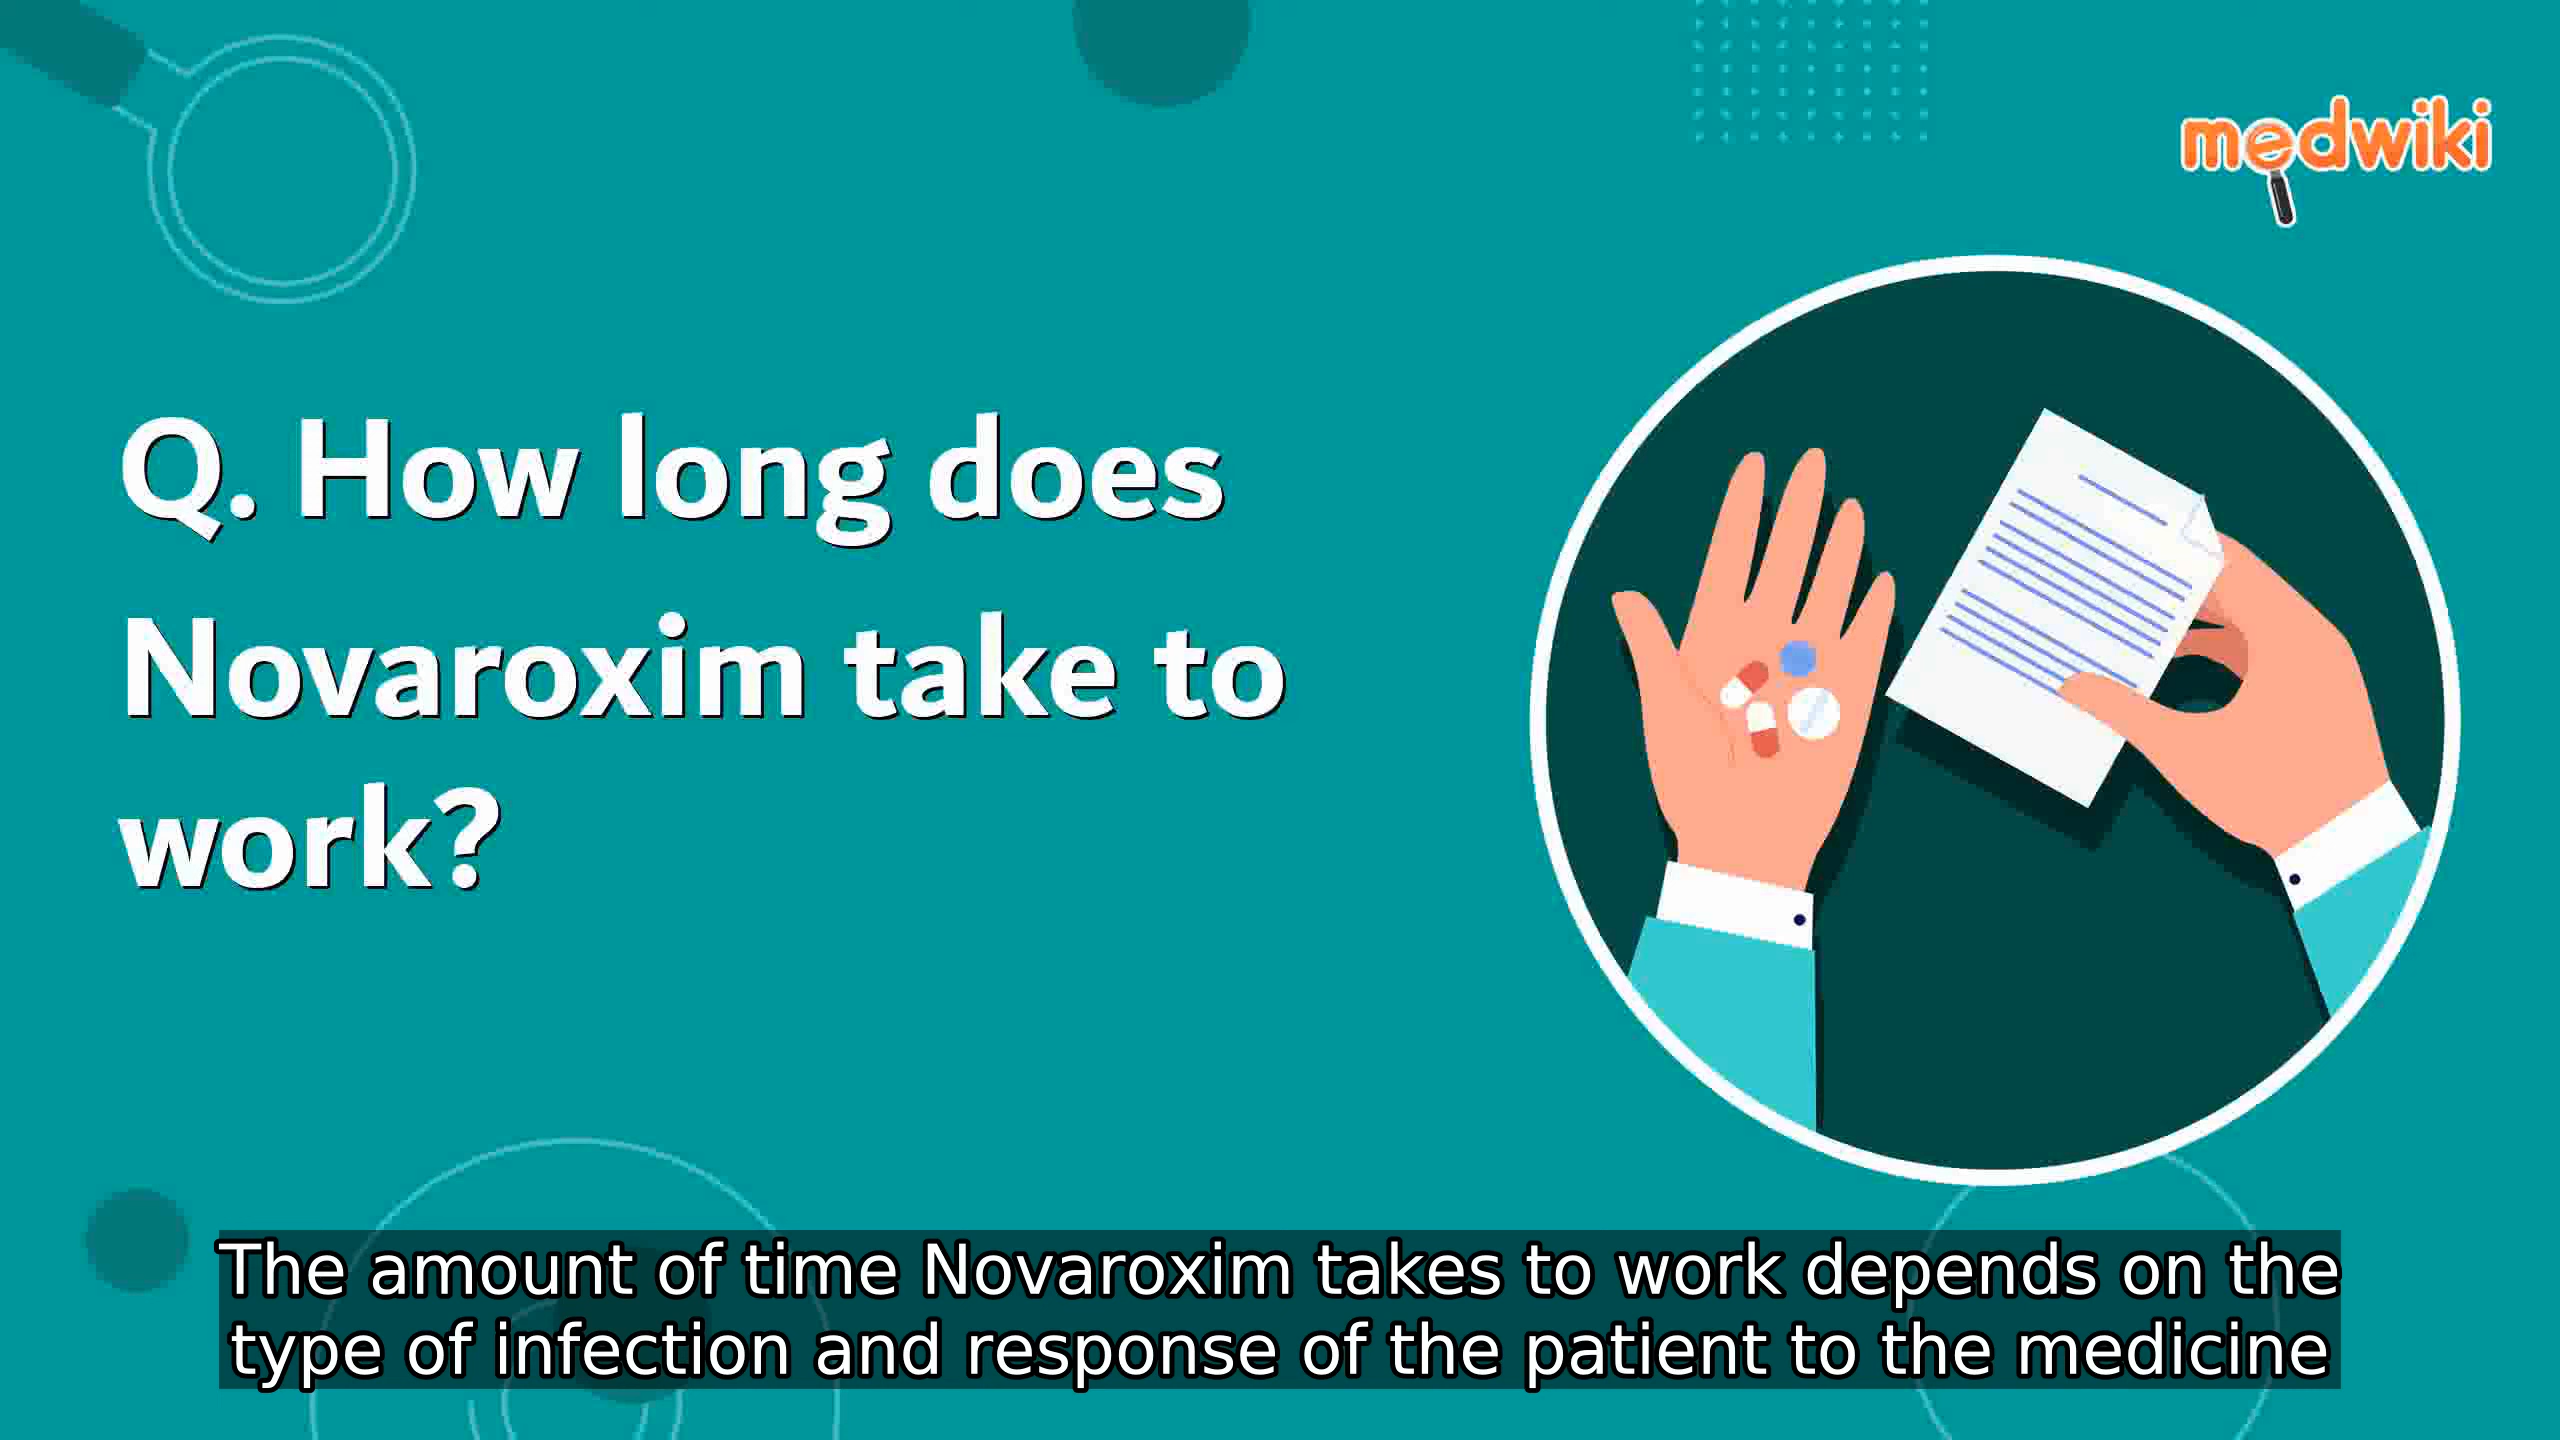 medwiki
Q. How long does
Novaroxim take to
work?
The amount of time Novaroxim takes to work depends on the
type of infection and response of the patient to the medicine